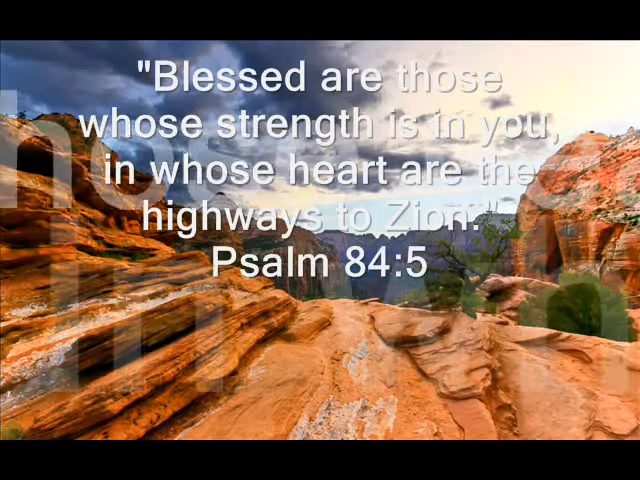 "Blessed are those
whose strength is in you,
in whose heart are the
highways to Zion."
Psalm 84:5